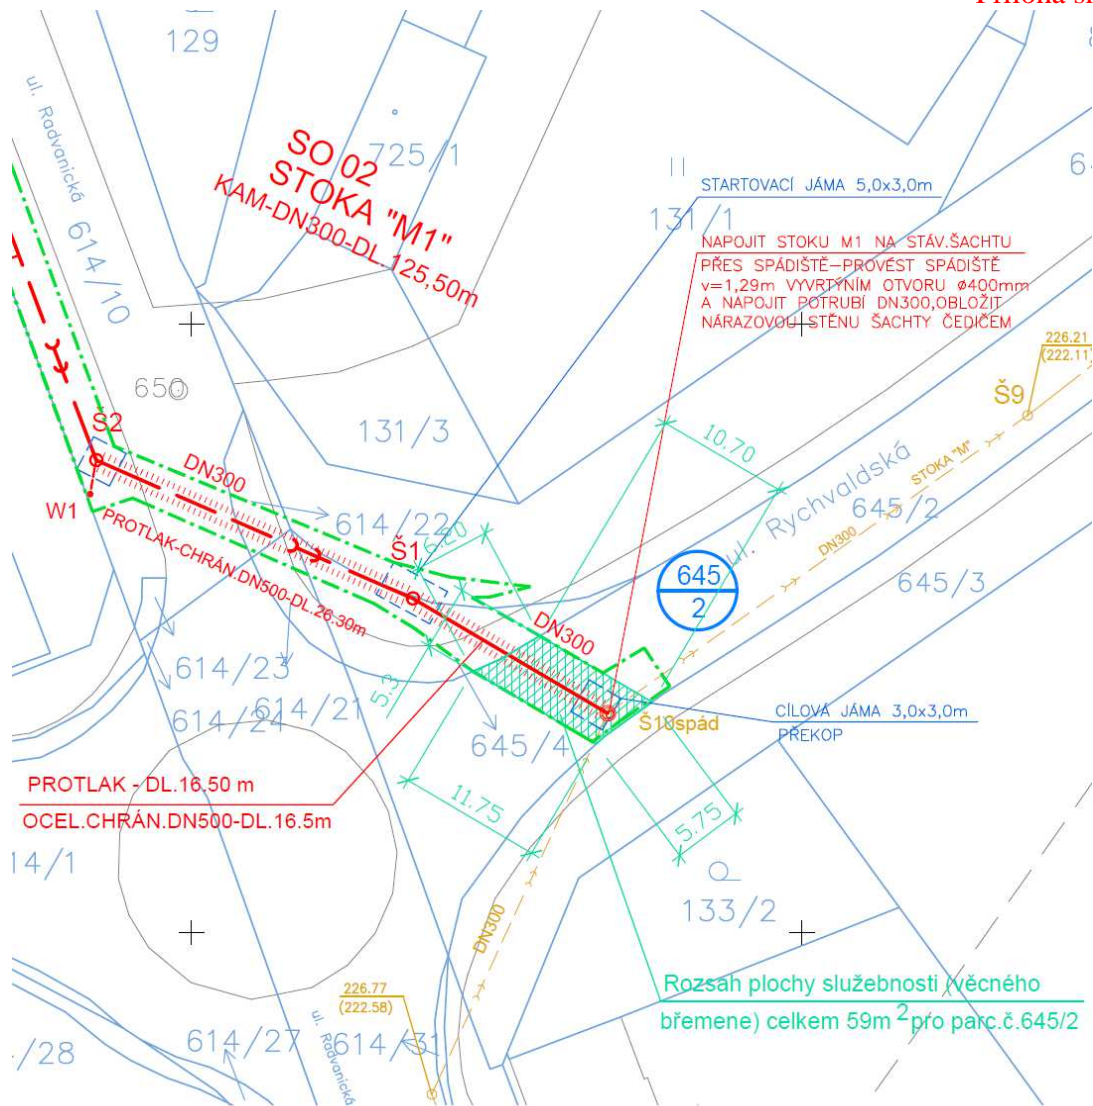 129
ul. Radvanická
614/10
SO 02
STOKA "M1"
KAM-DN300-DL.125,50m
725/1
STARTOVACÍ JÁMA 5,0x3,0m
131/1
NAPOJIT STOKU M1 NA STÁV.ŠACHTU
PŘES SPÁDIŠTĚ-PROVÉST SPÁDIŠTĚ
v=1,29m VYVRTÝNÍM OTVORU ø400mm
A NAPOJIT POTRUBÍ DN300,OBLOŽIT
NÁRAZOVOU STĚNU ŠACHTY ČEDIČEM
226.21
(222.11)
Š9
650
Š2
131/3
10.70
DN300
W1
PROTLAK-CHRÁN.DN500-DL.26.30m
614/22
6.20
Š1
ul. Rychvaldská
STOKA "M"
DN300
645/2
645
2
645/3
DN300
614/23
614/24
614/21
5.3
645/4
Š10spád
CÍLOVÁ JÁMA 3,0x3,0m
PŘEKOP
PROTLAK - DL.16,50 m
OCEL.CHRÁN.DN500-DL.16.5m
11.75
5.75
14/1
133/2
DN300
226.77
(222.58)
Rozsah plochy služebnosti (věcného
břemene) celkem 59m 2 pro parc.č.645/2
614/27
ul. Radvanická
614/31
/28